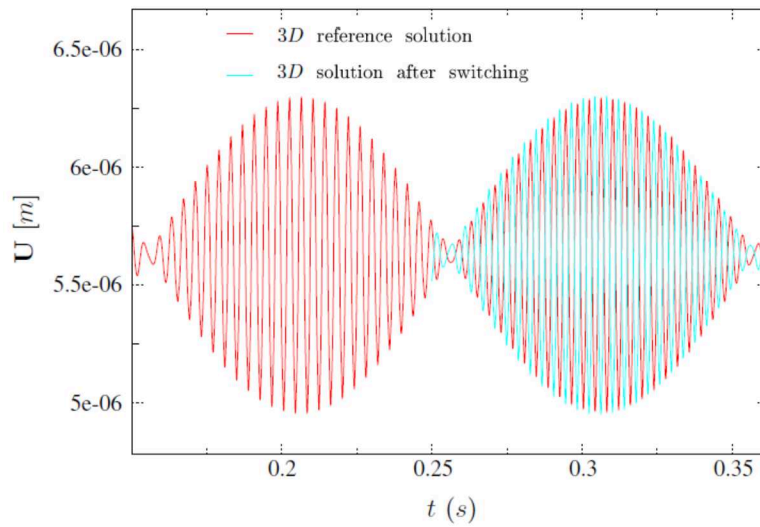 3D reference solution
3D solution after switching
6.5e-06
6e-06
5.5e-06
5e-06
U [m]
0.2
0.25
0.3
0.35
t (s)